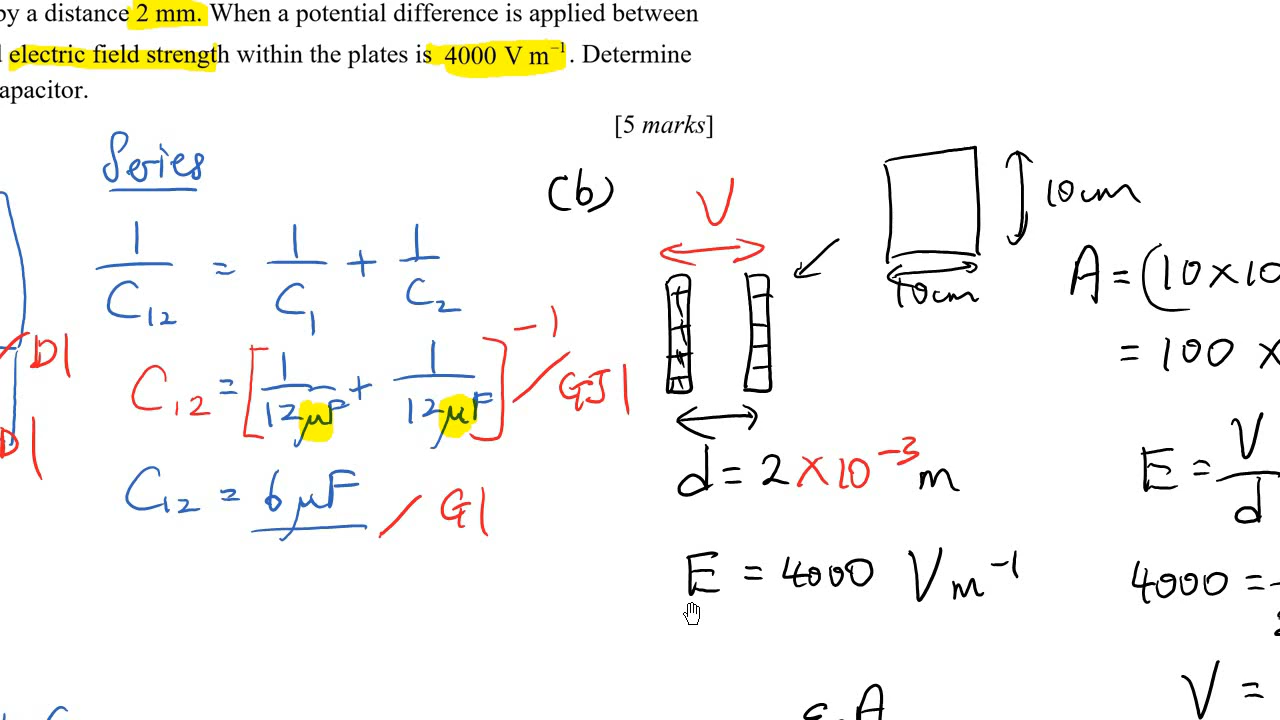 by a distance 2 mm. When a potential difference is applied between
electric field strength within the plates is 4000 V m⁻¹. Determine
apacitor.
[5 marks]
Series
1/C₁₂ = 1/C₁ + 1/C₂
C₁₂ = [1/12μF + 1/12μF]⁻¹ / GJ1
C₁₂ = 6μF / G1
D1
D1
(b)
V
10cm
10cm
d = 2 × 10⁻³ m
E = 4000 V m⁻¹
A = (10 × 10
= 100 ×
E = V/d
4000 =
V =